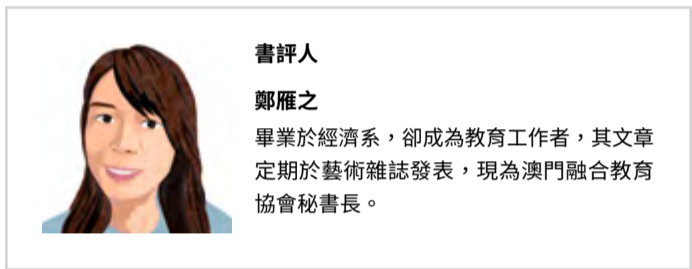 書評人
鄭雁之
畢業於經濟系，卻成為教育工作者，其文章
定期於藝術雜誌發表，現為澳門融合教育
協會秘書長。